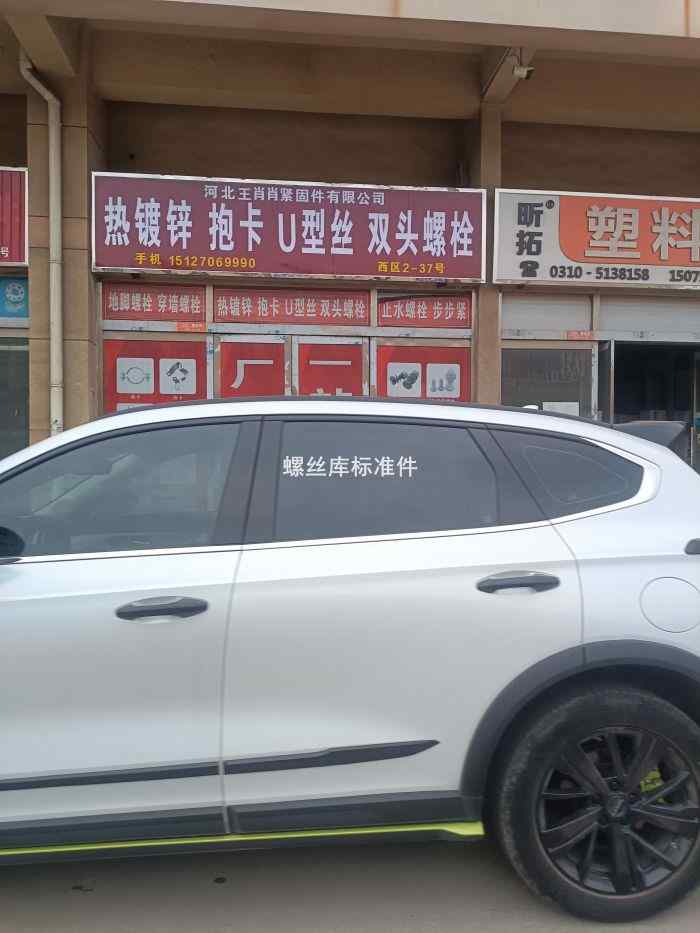 河北王肖肖紧固件有限公司
热镀锌 抱卡 U型丝 双头螺栓
手机 15127069990 西区2-37号
地脚螺栓 穿墙螺栓
热镀锌 抱卡 U型丝 双头螺栓
止水螺栓 步步紧
厂一
昕拓
塑料
0310-5138158 1507
号
螺丝库标准件